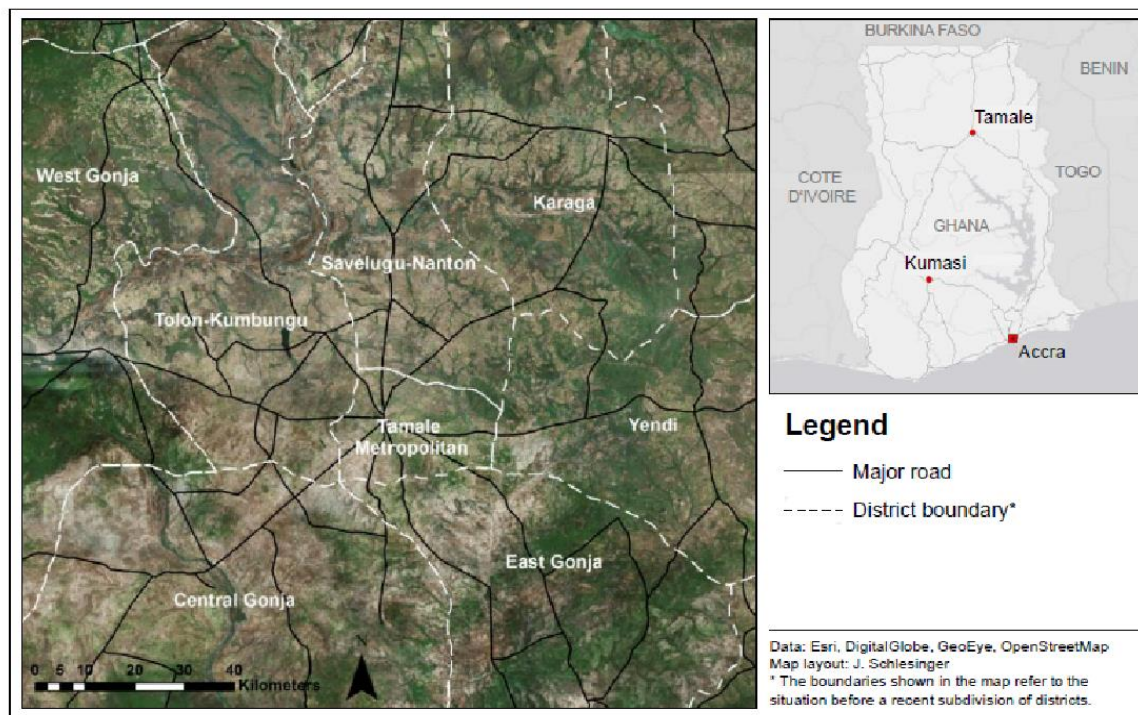 West Gonja
Karaga
Savelugu-Nanton
Tolon-Kumbungu
Tamale
Metropolitan
Yendi
East Gonja
Central Gonja
0 5 10 20 30 40
Kilometers
N
BURKINA FASO
BENIN
Tamale
COTE
D'IVOIRE
TOGO
GHANA
Kumasi
Accra
Legend
Major road
District boundary*
Data: Esri, DigitalGlobe, GeoEye, OpenStreetMap
Map layout: J. Schlesinger
* The boundaries shown in the map refer to the
situation before a recent subdivision of districts.